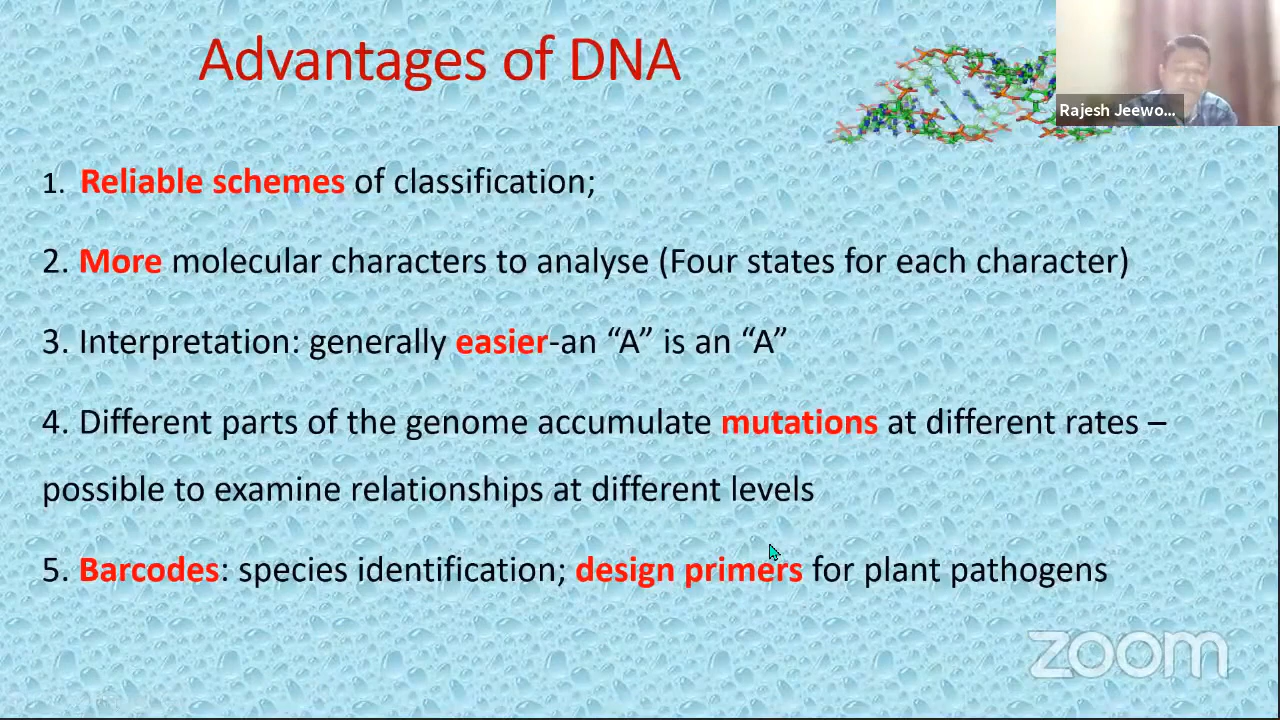 Advantages of DNA
Rajesh Jeewo...
1. Reliable schemes of classification;
2. More molecular characters to analyse (Four states for each character)
3. Interpretation: generally easier-an “A” is an “A”
4. Different parts of the genome accumulate mutations at different rates –
possible to examine relationships at different levels
5. Barcodes: species identification; design primers for plant pathogens
zoom